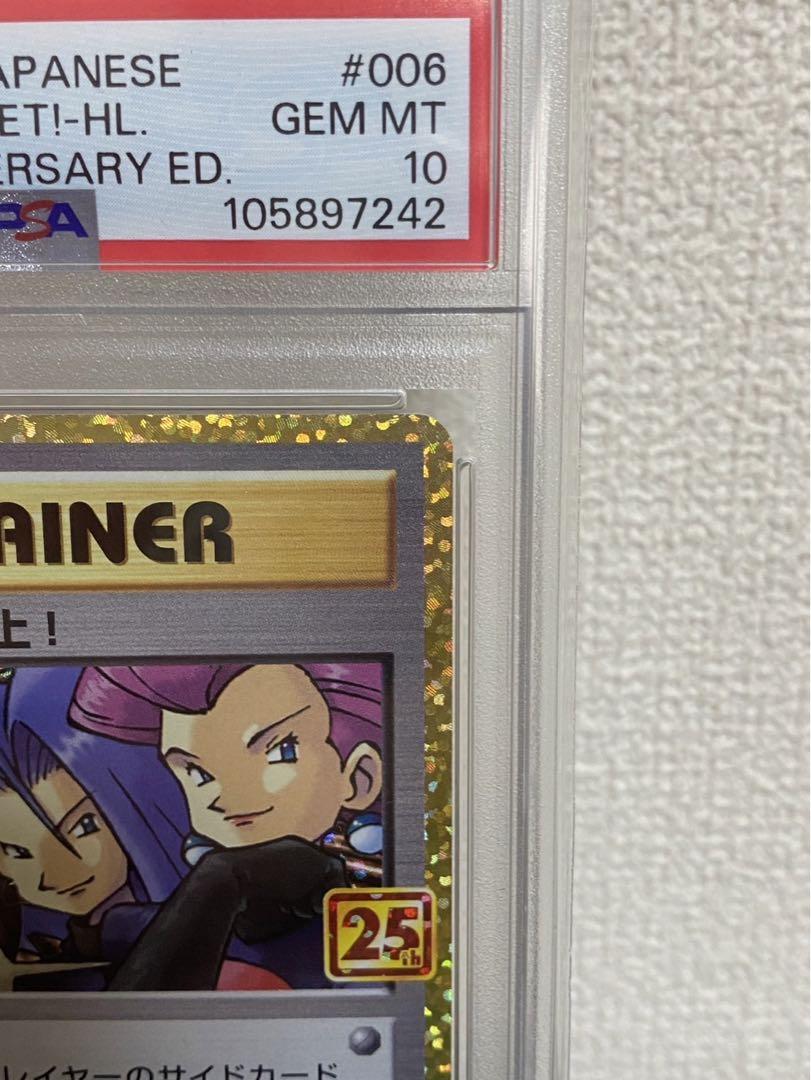 APANESE #006
ET!-HL. GEM MT
ERSARY ED. 10
PSA 105897242
AINER
上!
25th
レイヤーのサイドカード